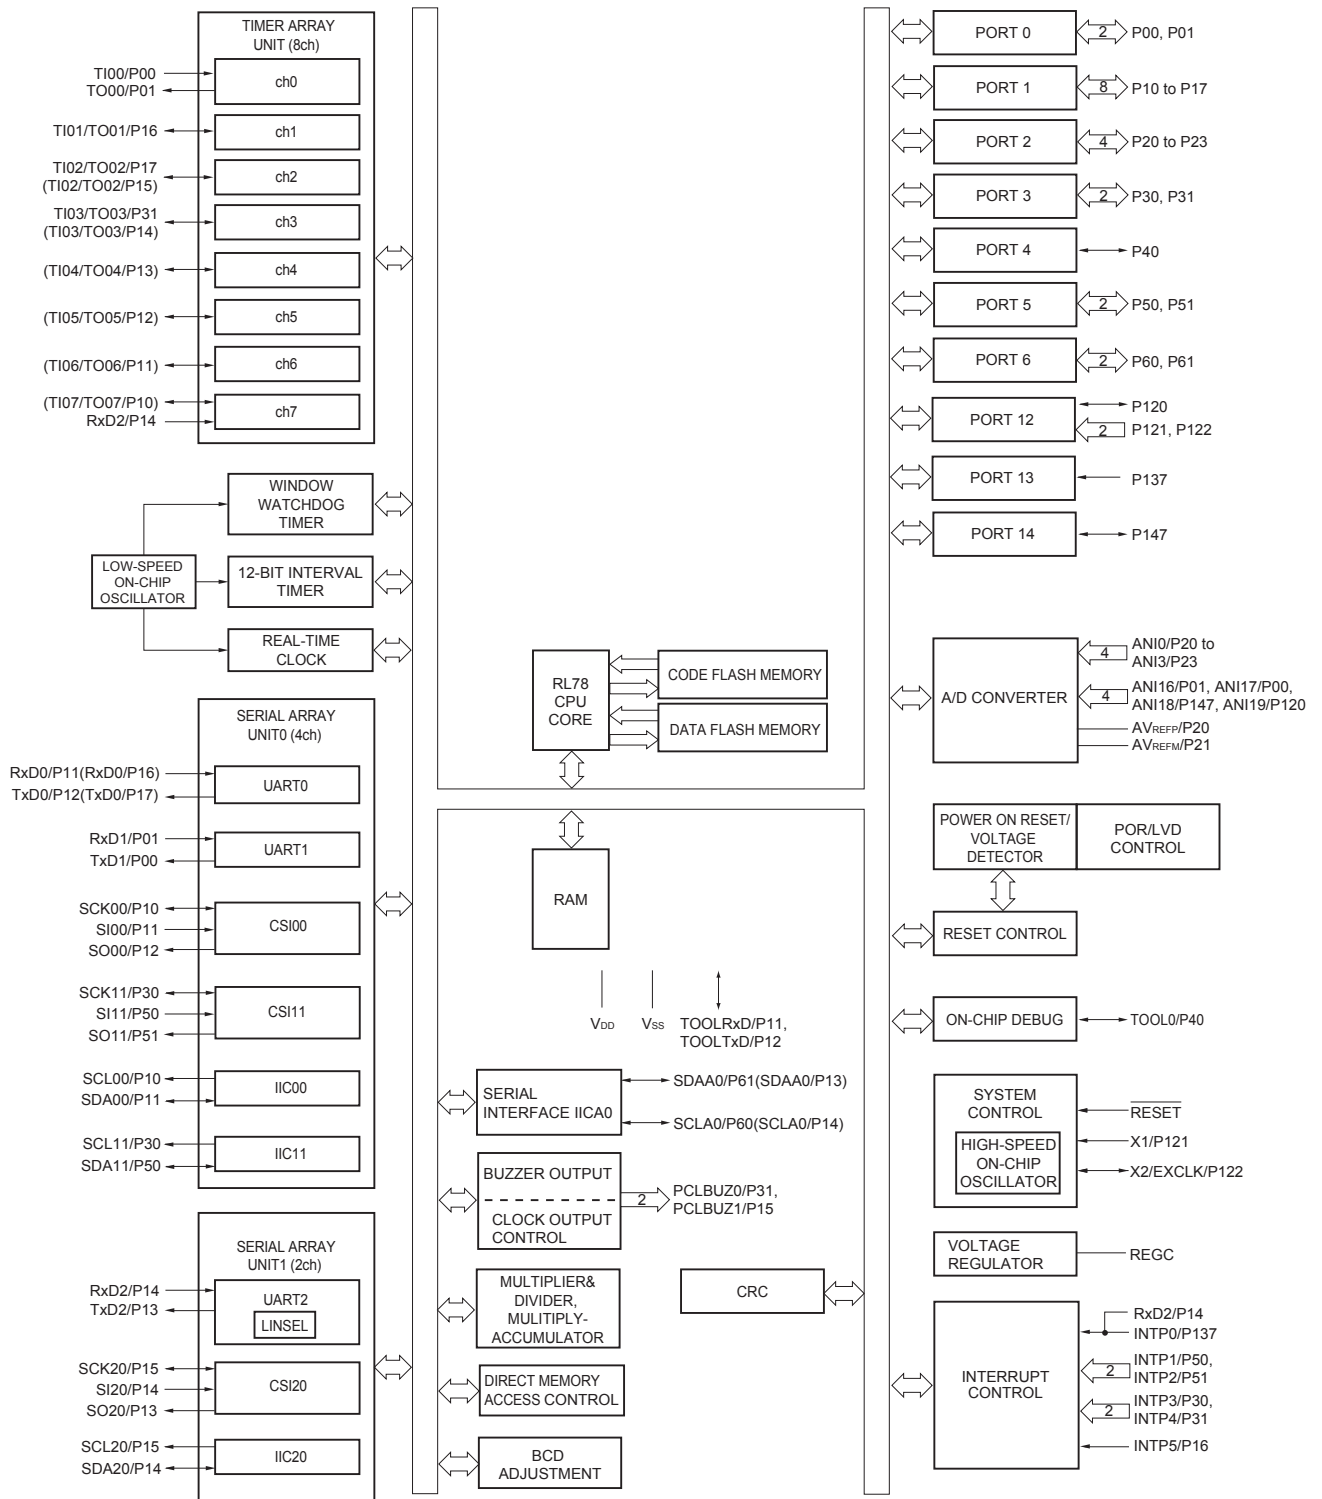 TIMER ARRAY
UNIT (8ch)
TI00/P00
TO00/P01
ch0
TI01/TO01/P16
ch1
TI02/TO02/P17
(TI02/TO02/P15)
ch2
TI03/TO03/P31
(TI03/TO03/P14)
ch3
(TI04/TO04/P13)
ch4
(TI05/TO05/P12)
ch5
(TI06/TO06/P11)
ch6
(TI07/TO07/P10)
RxD2/P14
ch7
WINDOW
WATCHDOG
TIMER
LOW-SPEED
ON-CHIP
OSCILLATOR
12-BIT INTERVAL
TIMER
REAL-TIME
CLOCK
SERIAL ARRAY
UNIT0 (4ch)
RxD0/P11(RxD0/P16)
TxD0/P12(TxD0/P17)
UART0
RxD1/P01
TxD1/P00
UART1
SCK00/P10
SI00/P11
SO00/P12
CSI00
SCK11/P30
SI11/P50
SO11/P51
CSI11
SCL00/P10
SDA00/P11
IIC00
SCL11/P30
SDA11/P50
IIC11
SERIAL ARRAY
UNIT1 (2ch)
RxD2/P14
TxD2/P13
UART2
LINSEL
SCK20/P15
SI20/P14
SO20/P13
CSI20
SCL20/P15
SDA20/P14
IIC20
RL78
CPU
CORE
CODE FLASH MEMORY
DATA FLASH MEMORY
RAM
VDD
VSS
TOOLRxD/P11,
TOOLTxD/P12
SERIAL
INTERFACE IICA0
SDAA0/P61(SDAA0/P13)
SCLA0/P60(SCLA0/P14)
BUZZER OUTPUT
CLOCK OUTPUT
CONTROL
2
PCLBUZ0/P31,
PCLBUZ1/P15
MULTIPLIER&
DIVIDER,
MULITIPLY-
ACCUMULATOR
CRC
DIRECT MEMORY
ACCESS CONTROL
BCD
ADJUSTMENT
PORT 0
2
P00, P01
PORT 1
8
P10 to P17
PORT 2
4
P20 to P23
PORT 3
2
P30, P31
PORT 4
P40
PORT 5
2
P50, P51
PORT 6
2
P60, P61
PORT 12
P120
2
P121, P122
PORT 13
P137
PORT 14
P147
A/D CONVERTER
4
ANI0/P20 to
ANI3/P23
4
ANI16/P01, ANI17/P00,
ANI18/P147, ANI19/P120
AVREFP/P20
AVREFM/P21
POWER ON RESET/
VOLTAGE
DETECTOR
POR/LVD
CONTROL
RESET CONTROL
ON-CHIP DEBUG
TOOL0/P40
SYSTEM
CONTROL
HIGH-SPEED
ON-CHIP
OSCILLATOR
RESET
X1/P121
X2/EXCLK/P122
VOLTAGE
REGULATOR
REGC
INTERRUPT
CONTROL
RxD2/P14
INTP0/P137
2
INTP1/P50,
INTP2/P51
2
INTP3/P30,
INTP4/P31
INTP5/P16